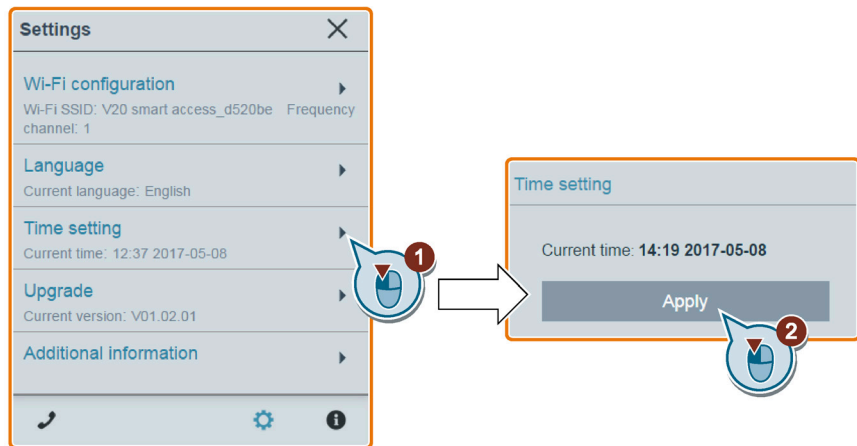 Settings
Wi-Fi configuration
Wi-Fi SSID: V20 smart access_d520be Frequency
channel: 1
Language
Current language: English
Time setting
Current time: 12:37 2017-05-08
Upgrade
Current version: V01.02.01
Additional information
1
Time setting
Current time: 14:19 2017-05-08
Apply
2